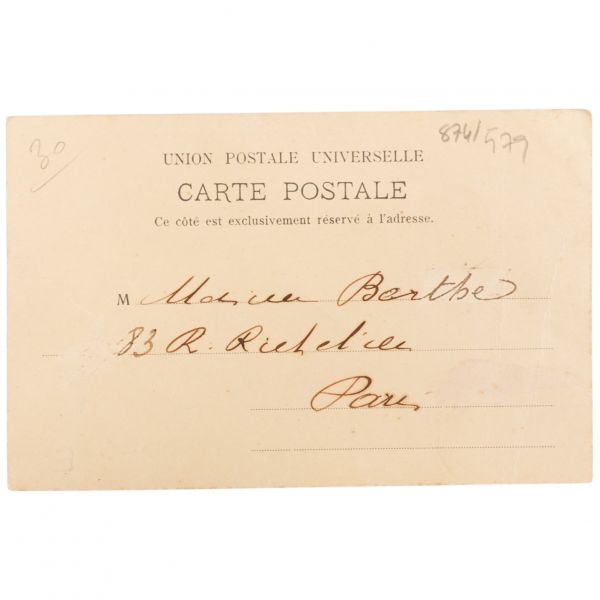 30
874/579
UNION POSTALE UNIVERSELLE
CARTE POSTALE
Ce côté est exclusivement réservé à l'adresse.
M Berthe
83 R. Richelieu
Paris